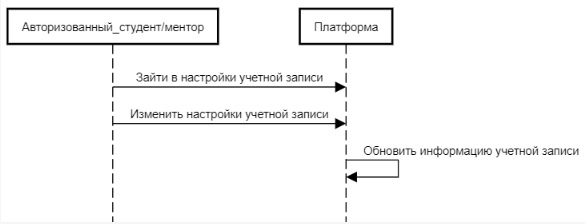 Авторизованный_студент/ментор
Платформа
Зайти в настройки учетной записи
Изменить настройки учетной записи
Обновить информацию учетной записи